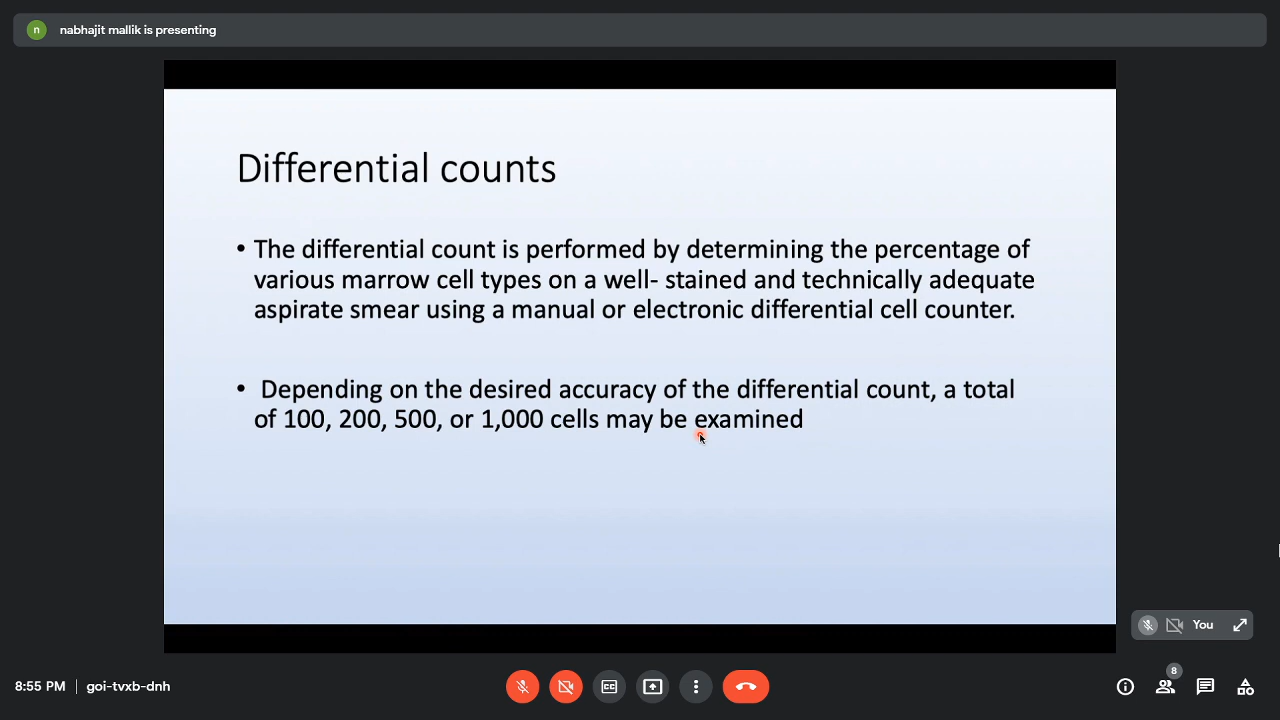 n nabhajit mallik is presenting
Differential counts
• The differential count is performed by determining the percentage of
various marrow cell types on a well- stained and technically adequate
aspirate smear using a manual or electronic differential cell counter.
• Depending on the desired accuracy of the differential count, a total
of 100, 200, 500, or 1,000 cells may be examined
You
8:55 PM | goi-tvxb-dnh
CC
8